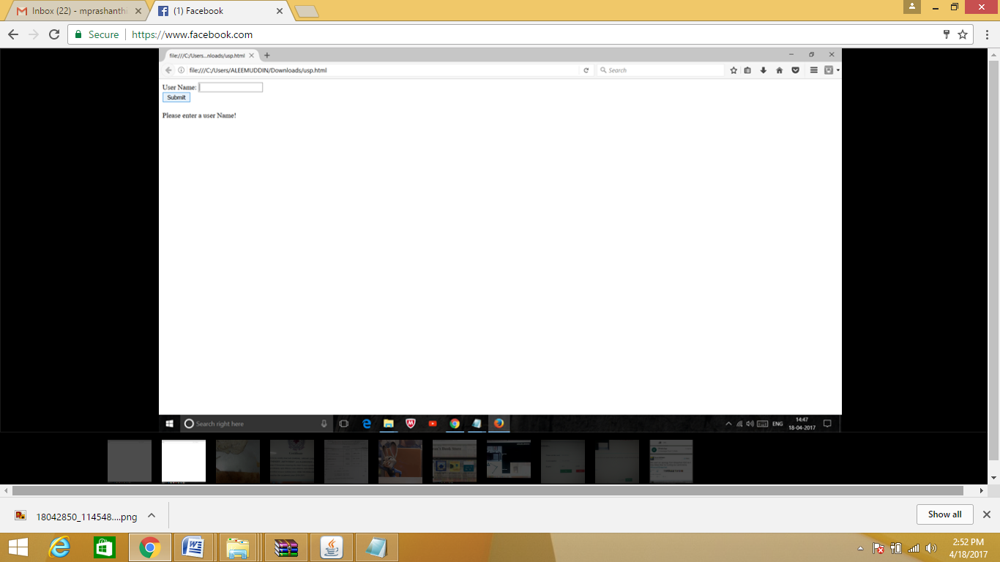 Inbox (22) - mprashanthi
(1) Facebook
Secure
https://www.facebook.com
file:///C:/Users...nloads/usp.html
file:///C:/Users/ALEEMUDDIN/Downloads/usp.html
Search
User Name:
Submit
Please enter a user Name!
Search right here
ENG
14:47
18-04-2017
18042850_114548....png
Show all
2:52 PM
4/18/2017